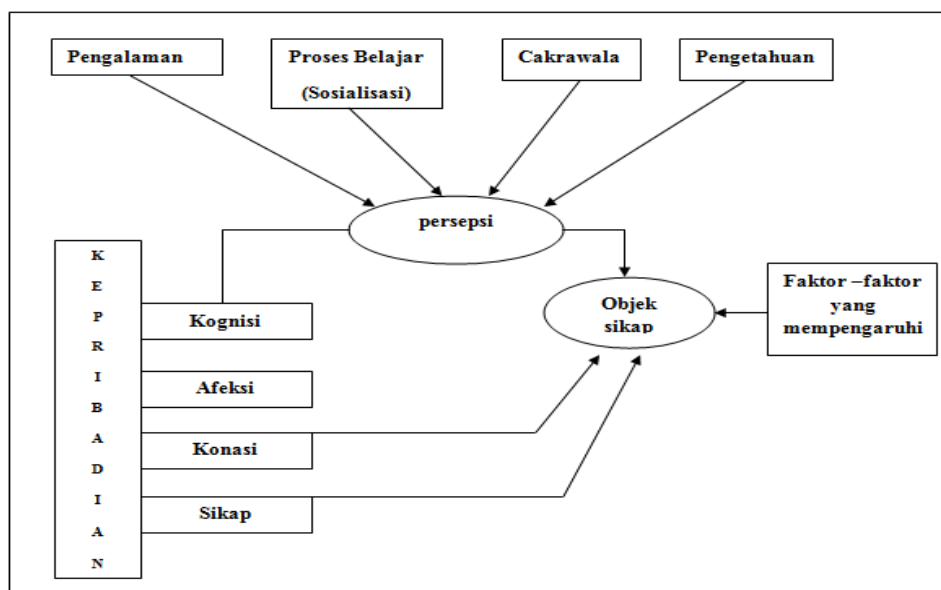 Pengalaman
Proses Belajar
(Sosialisasi)
Cakrawala
Pengetahuan
persepsi
K
E
P
R
I
B
A
D
I
A
N
Kognisi
Afeksi
Konasi
Sikap
Objek
sikap
Faktor –faktor
yang
mempengaruhi